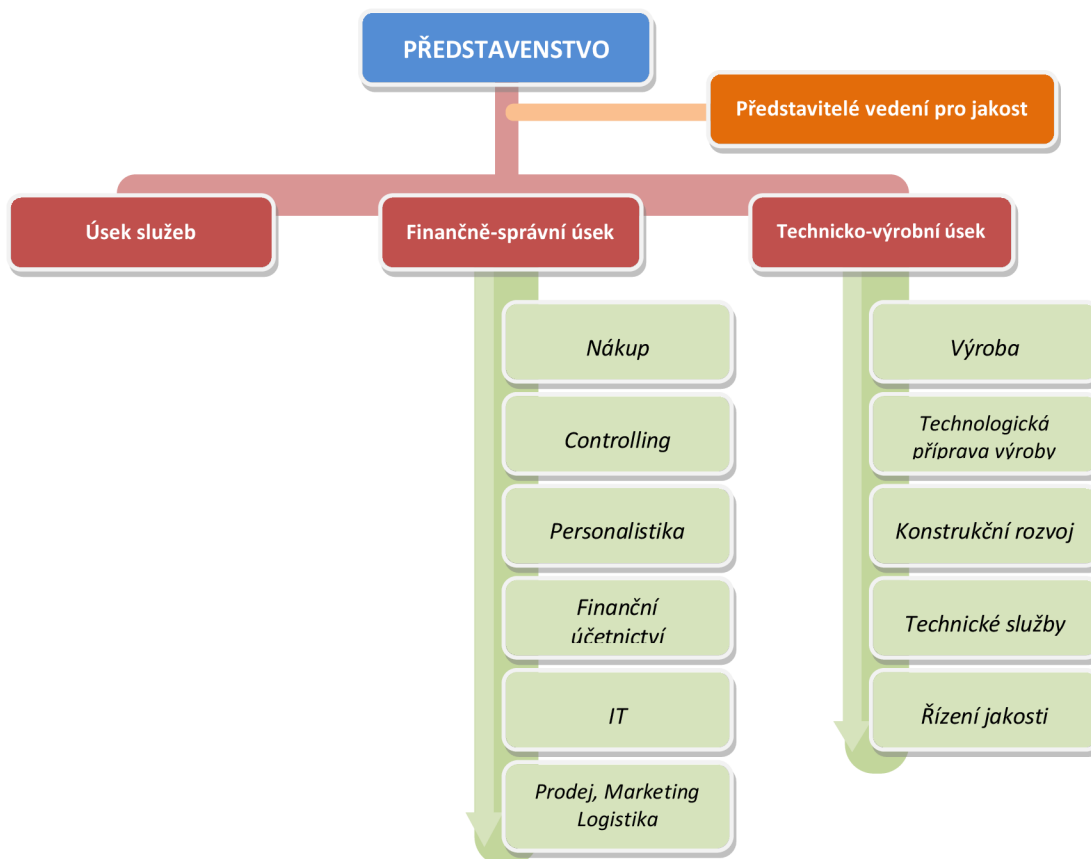 PŘEDSTAVENSTVO
Představitelé vedení pro jakost
Úsek služeb
Finančně-správní úsek
Technicko-výrobní úsek
Nákup
Controlling
Personalistika
Finanční
účetnictví
IT
Prodej, Marketing
Logistika
Výroba
Technologická
příprava výroby
Konstrukční rozvoj
Technické služby
Řízení jakosti